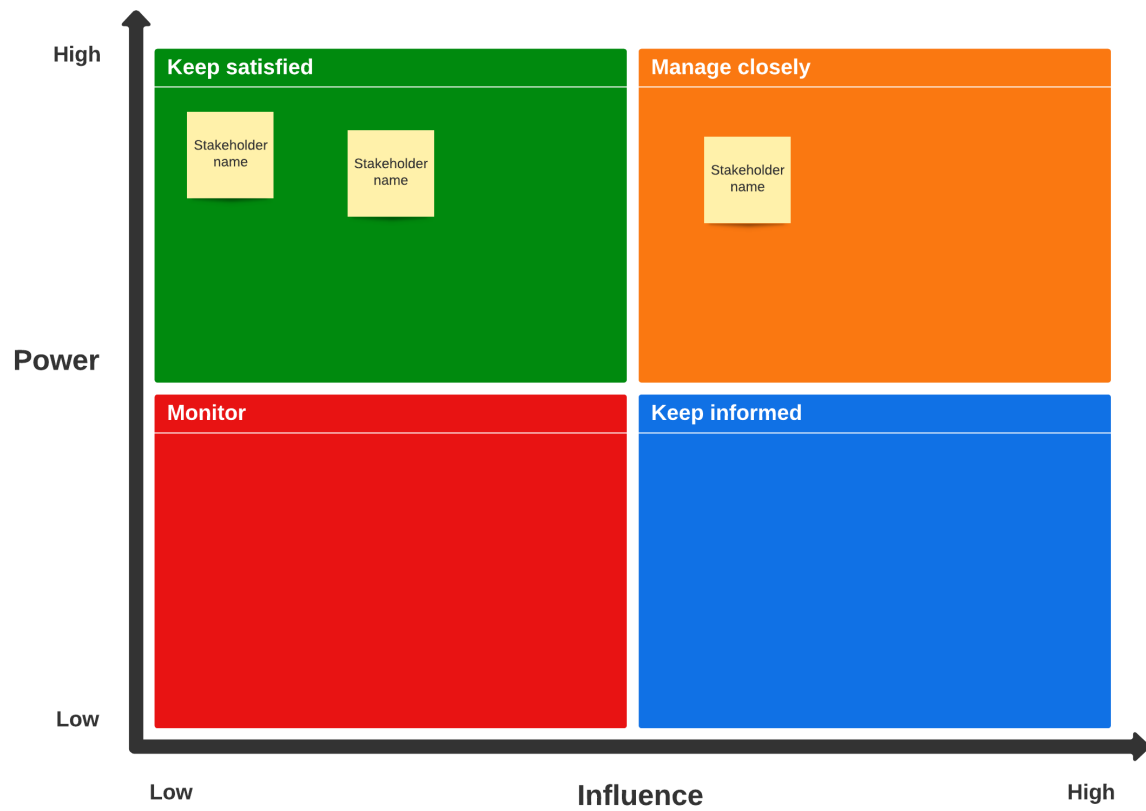 High
Keep satisfied
Manage closely
Stakeholder
name
Stakeholder
name
Stakeholder
name
Power
Monitor
Keep informed
Low
Low
Influence
High